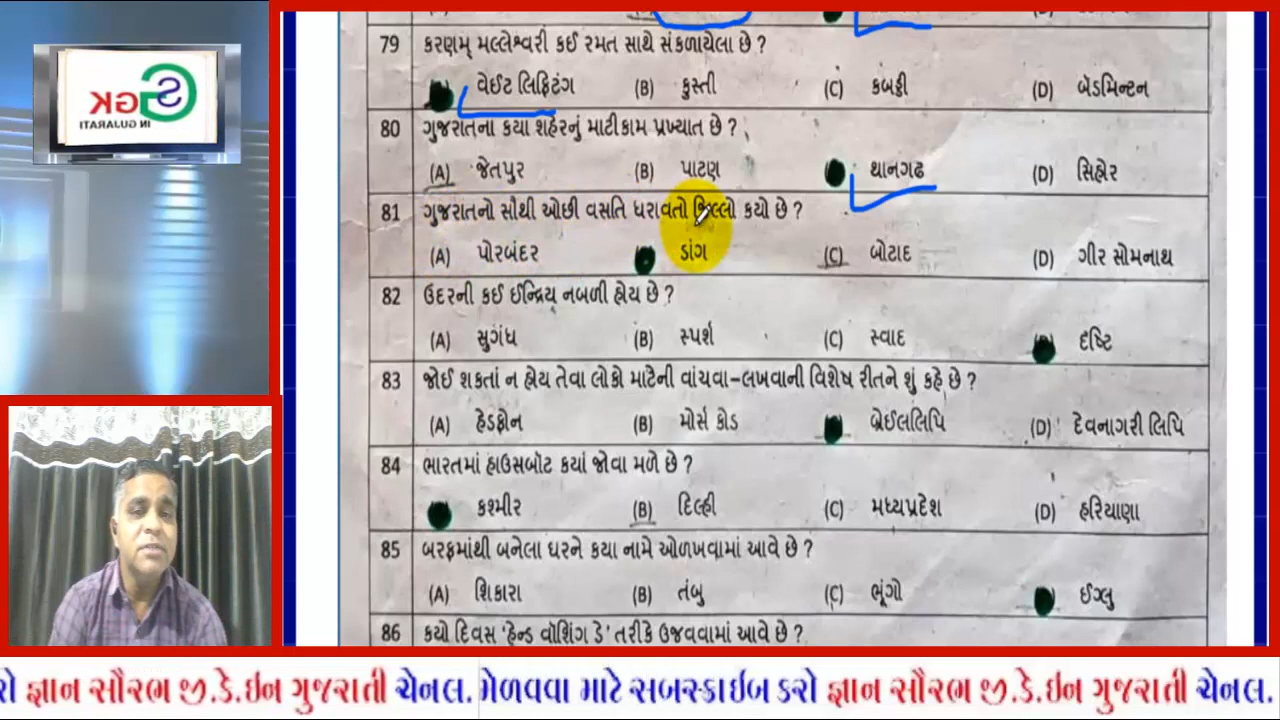 GSGK
IN GUJARATI
79 કરણમ્ મલ્લેશ્વરી કઈ રમત સાથે સંકળાયેલા છે ?
વેઈટ લિફ્ટિંગ (B) કુસ્તી (C) કબડ્ડી (D) બૅડમિન્ટન
80 ગુજરાતના કયા શહેરનું માટીકામ પ્રખ્યાત છે ?
(A) જેતપુર (B) પાટણ થાનગઢ (D) સિહોર
81 ગુજરાતનો સૌથી ઓછી વસતિ ધરાવતો જિલ્લો કયો છે ?
(A) પોરબંદર ડાંગ (C) બોટાદ (D) ગીર સોમનાથ
82 ઉંદરની કઈ ઈન્દ્રિય્ નબળી હોય છે ?
(A) સુગંધ (B) સ્પર્શ (C) સ્વાદ દૃષ્ટિ
83 જોઈ શકતાં ન હોય તેવા લોકો માટેની વાંચવા-લખવાની વિશેષ રીતને શું કહે છે ?
(A) હેડફોન (B) મોર્સ કોડ બ્રેઈલલિપિ (D) દેવનાગરી લિપિ
84 ભારતમાં હાઉસબૉટ કયાં જોવા મળે છે ?
કશ્મીર (B) દિલ્હી (C) મધ્યપ્રદેશ (D) હરિયાણા
85 બરફમાંથી બનેલા ઘરને કયા નામે ઓળખવામાં આવે છે ?
(A) શિકારા (B) તંબુ (C) ભૂંગો ઈગ્લુ
86 કયો દિવસ ‘હેન્ડ વૉશિંગ ડે’ તરીકે ઉજવવામાં આવે છે ?
રો જ્ઞાન સૌરભ જી.ડે.ઇન ગુજરાતી ચેનલ. મેળવવા માટે સબસ્ક્રાઇબ કરો જ્ઞાન સૌરભ જી.ડે.ઇન ગુજરાતી ચેનલ.